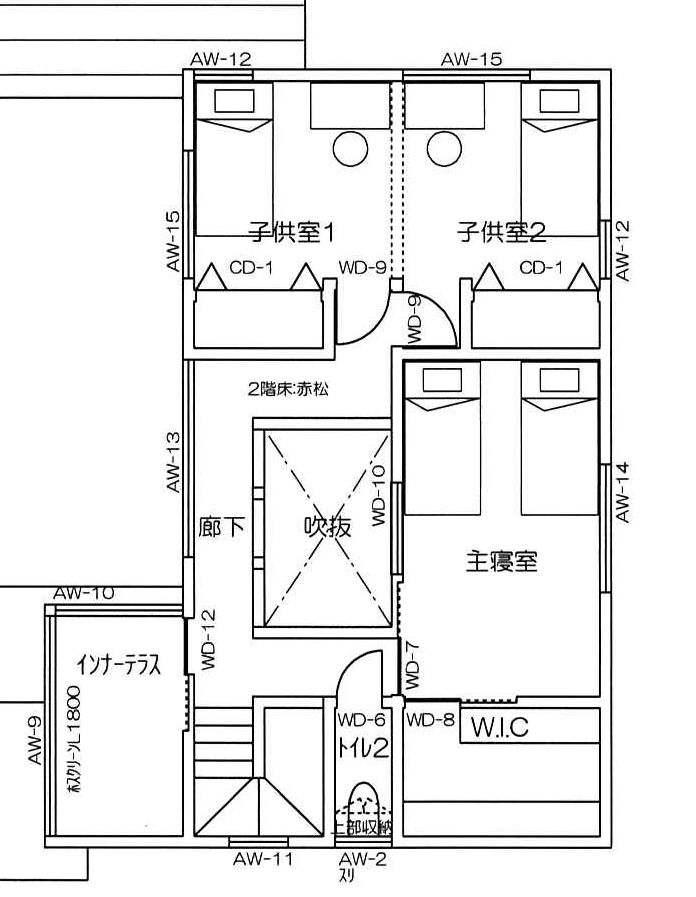 AW-12
AW-15
子供室1
子供室2
AW-15
AW-12
CD-1
WD-9
CD-1
WD-9
2階床:赤松
AW-13
WD-10
AW-14
廊下
吹抜
主寝室
AW-10
WD-12
インナーテラス
WD-7
AW-9
ホスクリーンL1800
WD-6
WD-8
W.I.C
トイレ2
上部収納
AW-11
AW-2
スリ